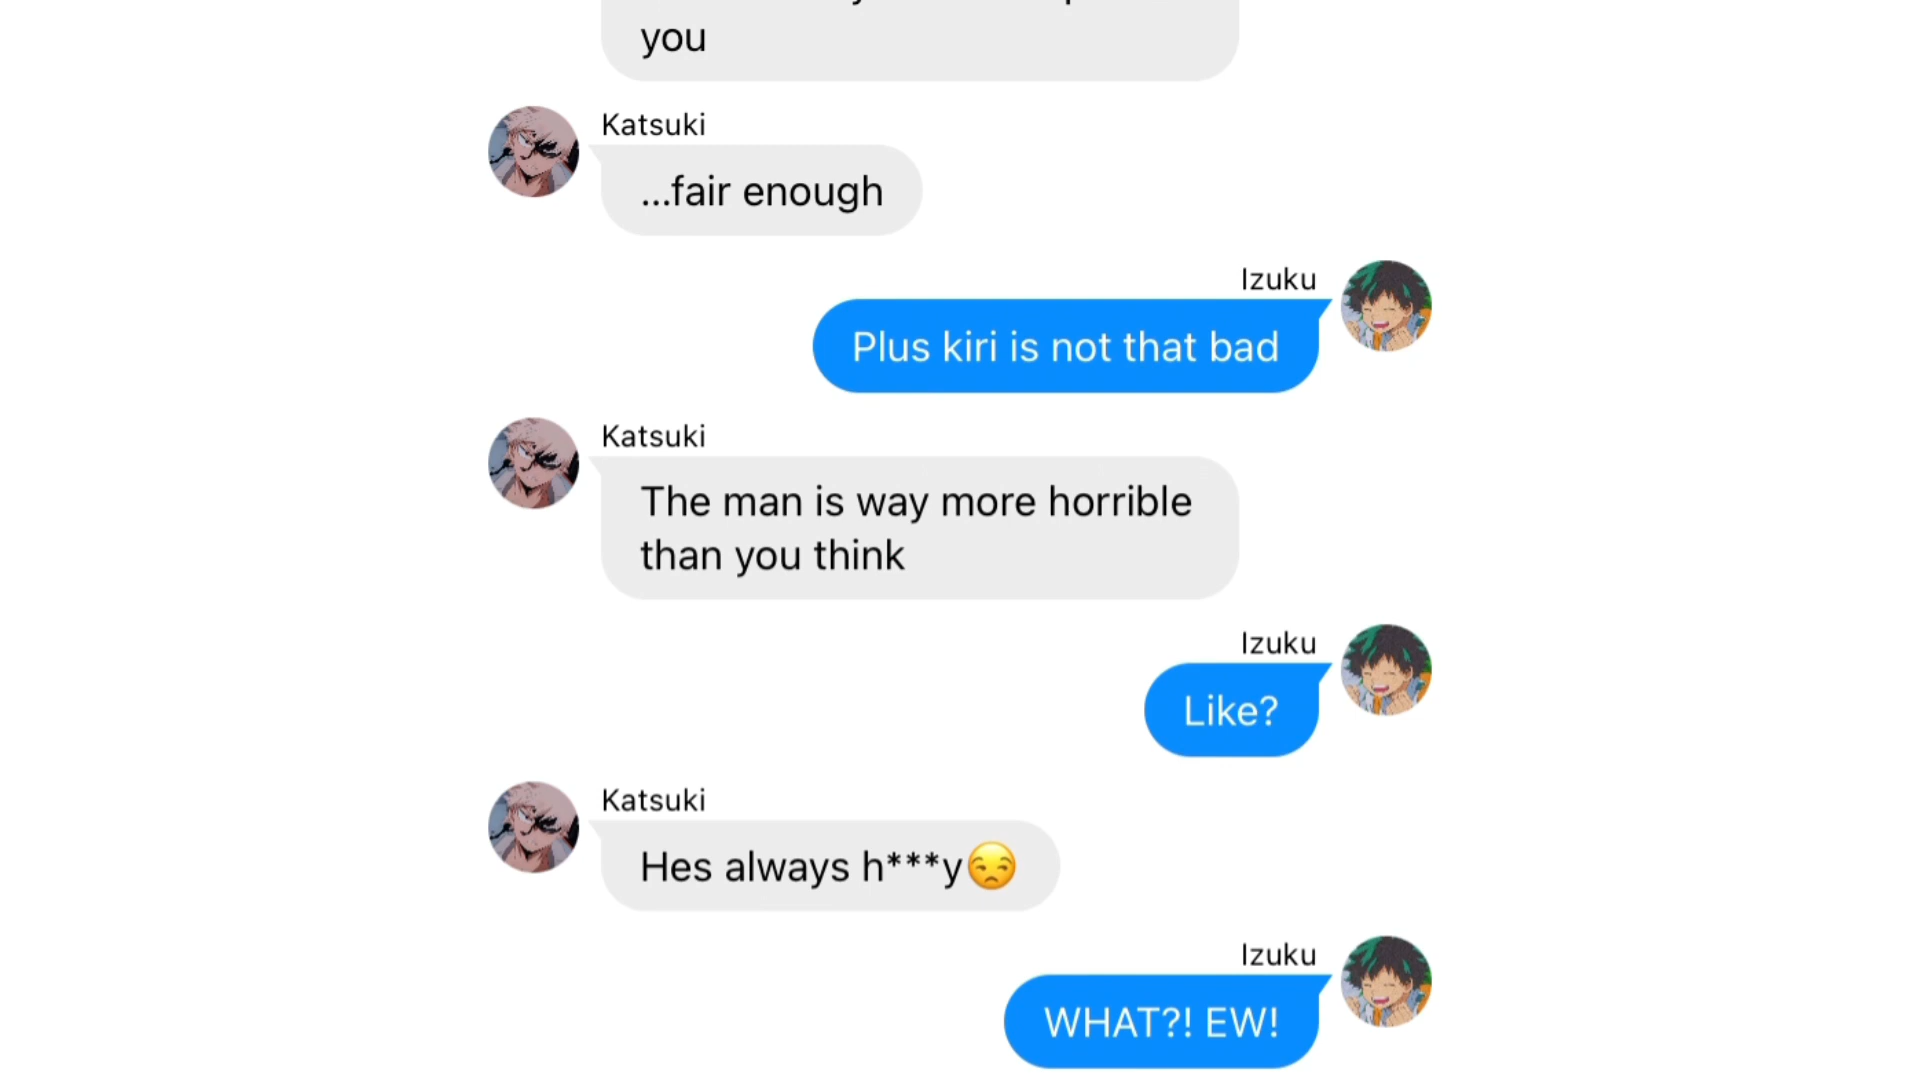 you
Katsuki
...fair enough
Izuku
Plus kiri is not that bad
Katsuki
The man is way more horrible
than you think
Izuku
Like?
Katsuki
Hes always h***y😒
Izuku
WHAT?! EW!